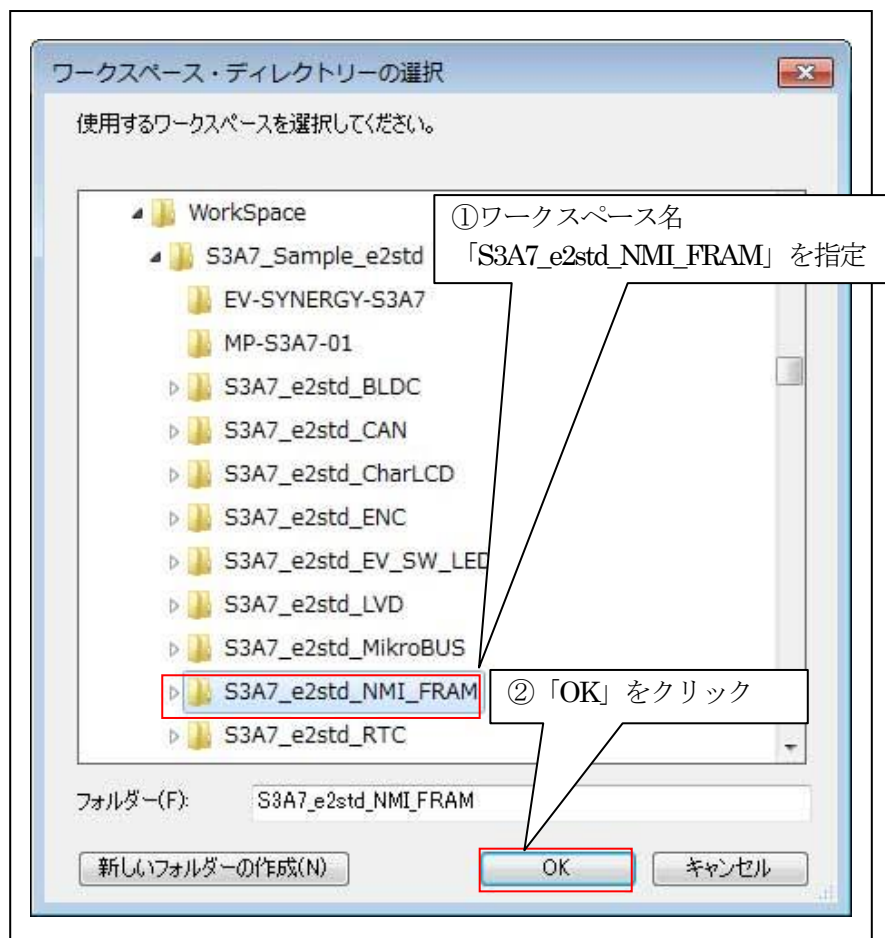 ワークスペース・ディレクトリーの選択
使用するワークスペースを選択してください。
WorkSpace
S3A7_Sample_e2std
EV-SYNERGY-S3A7
MP-S3A7-01
S3A7_e2std_BLDC
S3A7_e2std_CAN
S3A7_e2std_CharLCD
S3A7_e2std_ENC
S3A7_e2std_EV_SW_LED
S3A7_e2std_LVD
S3A7_e2std_MikroBUS
S3A7_e2std_NMI_FRAM
S3A7_e2std_RTC
①ワークスペース名
「S3A7_e2std_NMI_FRAM」を指定
②「OK」をクリック
フォルダー(F): S3A7_e2std_NMI_FRAM
新しいフォルダーの作成(N) OK キャンセル